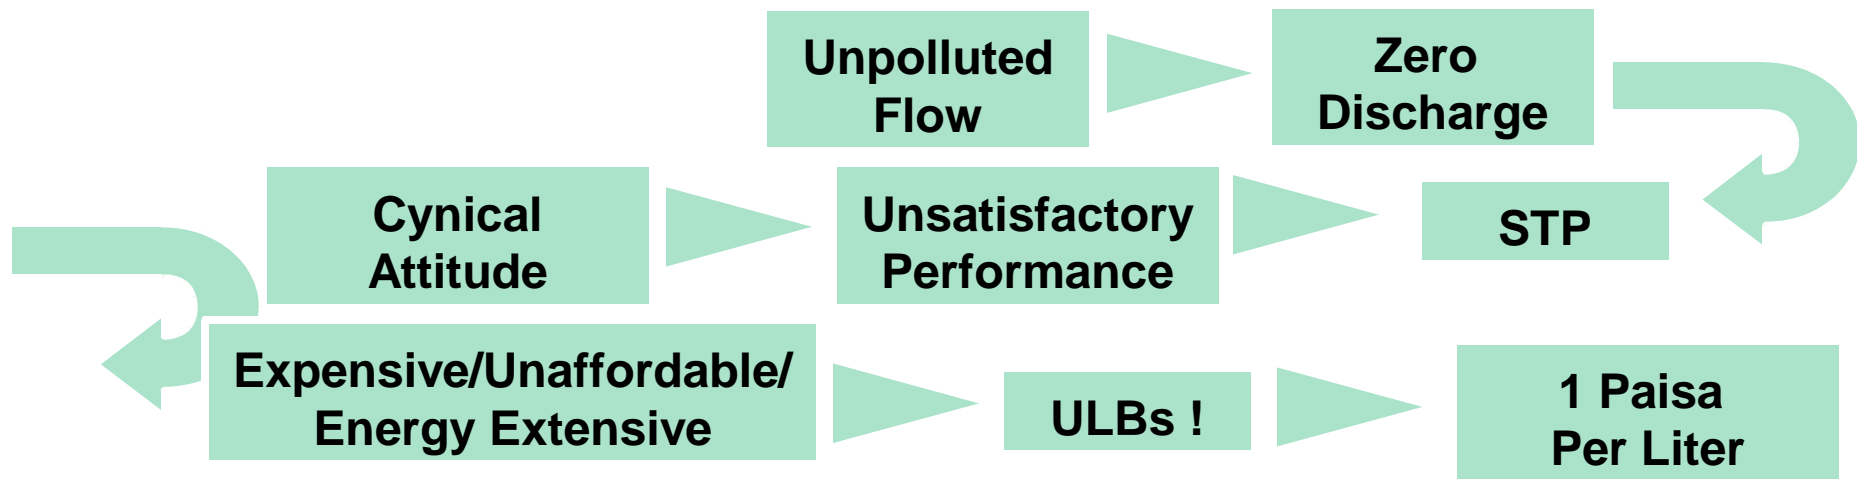 Unpolluted
Flow
Zero
Discharge
Cynical
Attitude
Unsatisfactory
Performance
STP
Expensive/Unaffordable/
Energy Extensive
ULBs !
1 Paisa
Per Liter